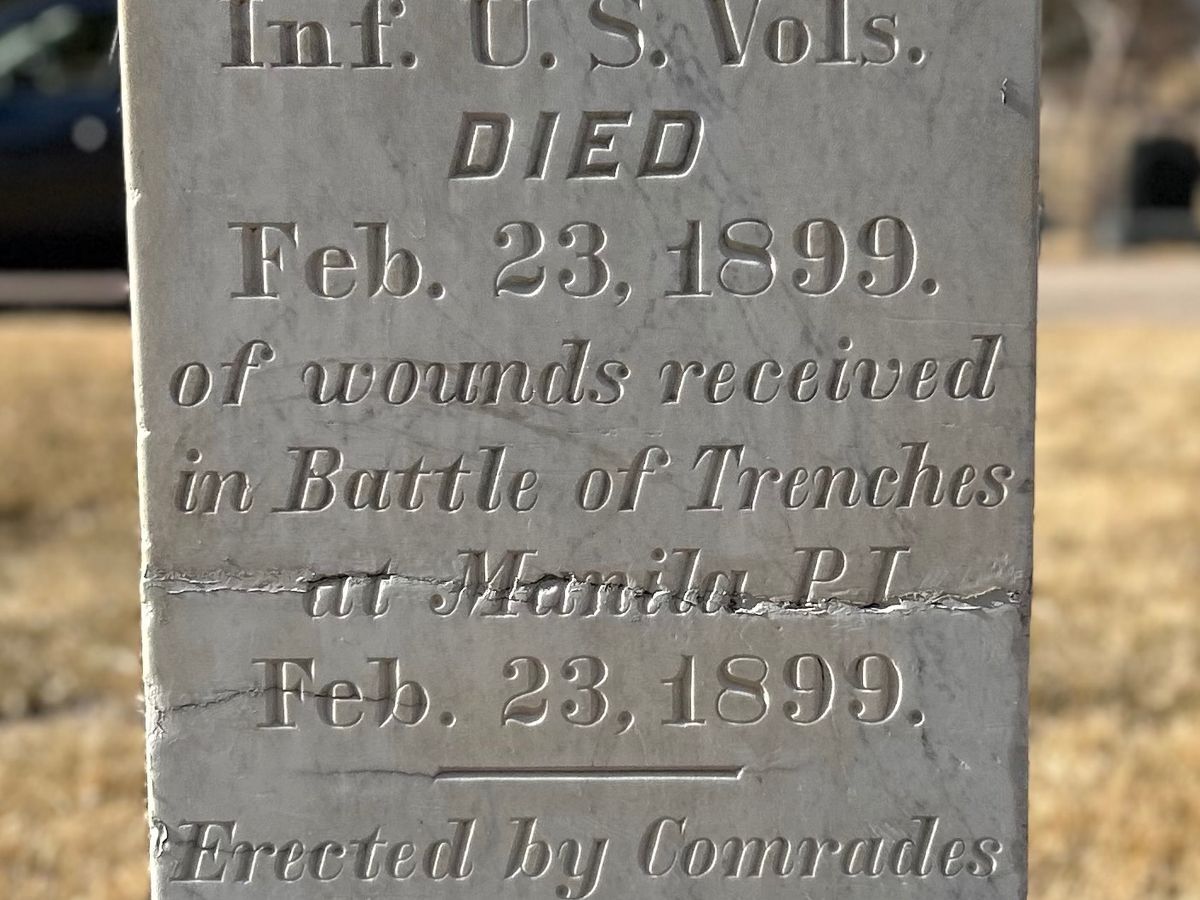 Inf. U. S. Vols.
DIED
Feb. 23, 1899.
of wounds received
in Battle of Trenches
at Manila P.I.
Feb. 23, 1899.
Erected by Comrades